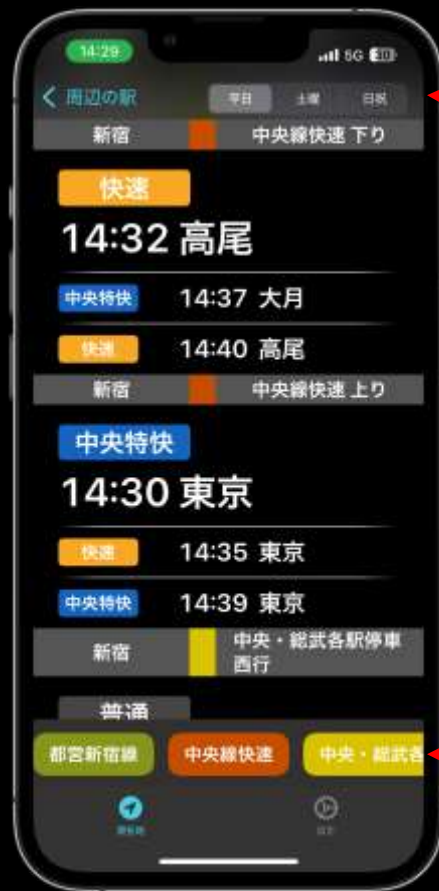 14:29
5G
周辺の駅
平日 土曜 日祝
新宿 中央線快速 下り
快速
14:32 高尾
中央特快 14:37 大月
快速 14:40 高尾
新宿 中央線快速 上り
中央特快
14:30 東京
快速 14:35 東京
中央特快 14:39 東京
新宿 中央・総武各駅停車
西行
普通
都営新宿線 中央線快速 中央・総武各